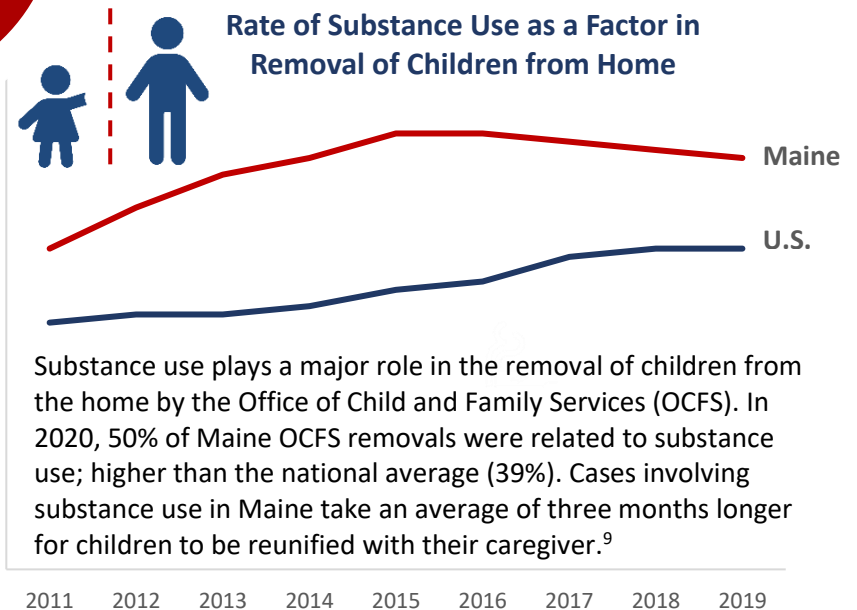 Rate of Substance Use as a Factor in
Removal of Children from Home
Maine
U.S.
Substance use plays a major role in the removal of children from
the home by the Office of Child and Family Services (OCFS). In
2020, 50% of Maine OCFS removals were related to substance
use; higher than the national average (39%). Cases involving
substance use in Maine take an average of three months longer
for children to be reunified with their caregiver.⁹
2011 2012 2013 2014 2015 2016 2017 2018 2019